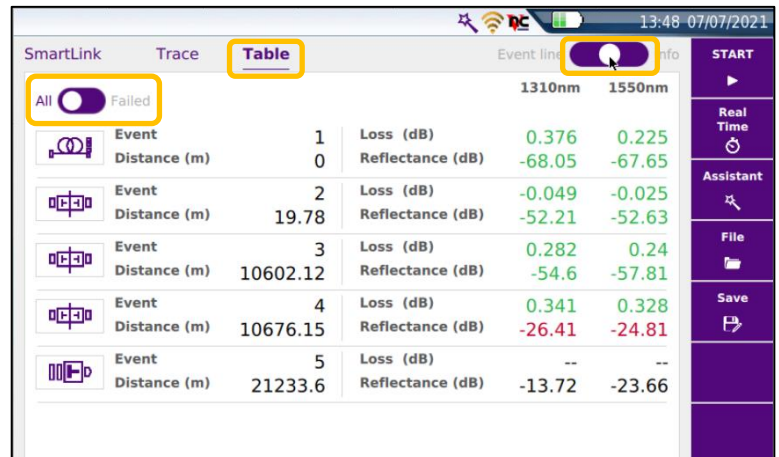 13:48 07/07/2021
SmartLink Trace Table Event line Info START
All Failed 1310nm 1550nm
Real
Time
Event 1 Loss (dB) 0.376 0.225
Distance (m) 0 Reflectance (dB) -68.05 -67.65
Assistant
Event 2 Loss (dB) -0.049 -0.025
Distance (m) 19.78 Reflectance (dB) -52.21 -52.63
File
Event 3 Loss (dB) 0.282 0.24
Distance (m) 10602.12 Reflectance (dB) -54.6 -57.81
Save
Event 4 Loss (dB) 0.341 0.328
Distance (m) 10676.15 Reflectance (dB) -26.41 -24.81
Event 5 Loss (dB) -- --
Distance (m) 21233.6 Reflectance (dB) -13.72 -23.66